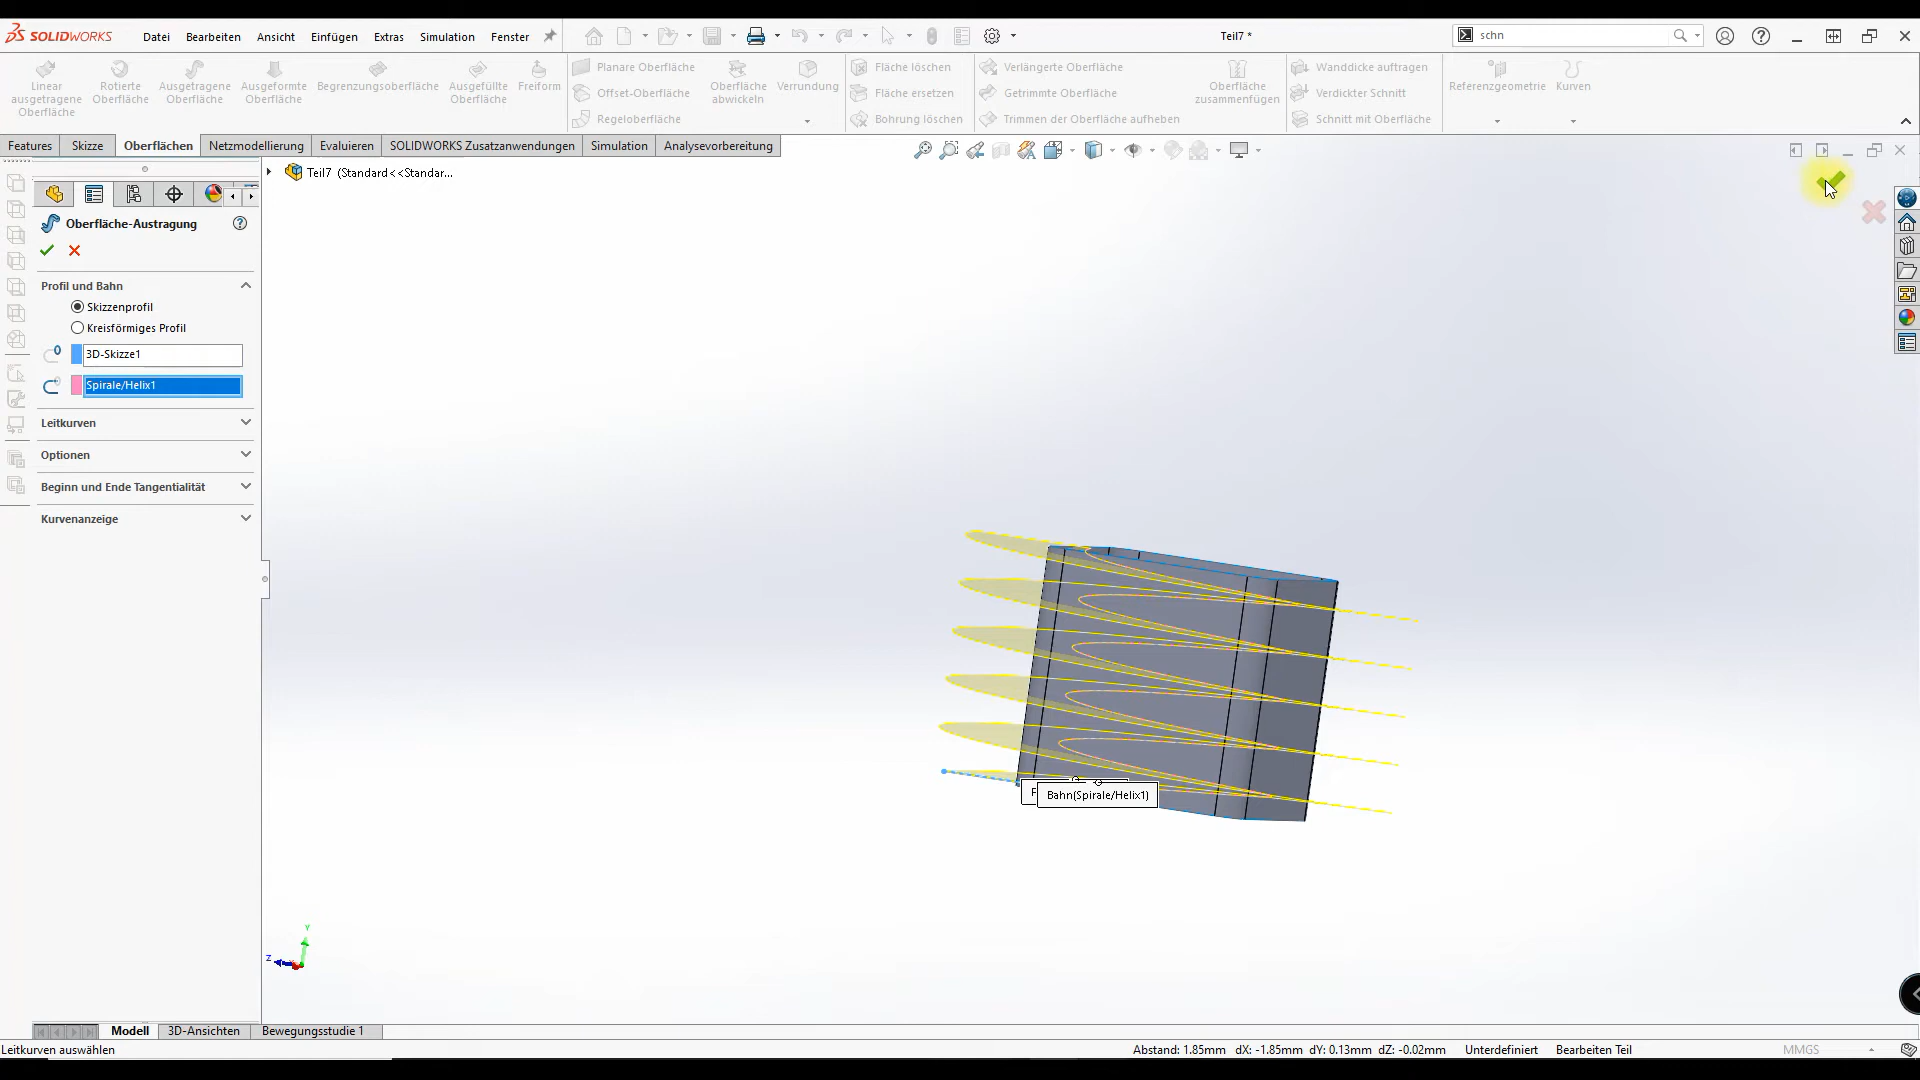 SOLIDWORKS
Datei Bearbeiten Ansicht Einfügen Extras Simulation Fenster
Teil7 *
schn
Linear ausgetragene Oberfläche
Rotierte Oberfläche
Ausgetragene Oberfläche
Ausgeformte Oberfläche
Begrenzungsoberfläche
Ausgefüllte Oberfläche
Freiform
Planare Oberfläche
Offset-Oberfläche
Regeloberfläche
Oberfläche abwickeln
Verrundung
Fläche löschen
Fläche ersetzen
Bohrung löschen
Verlängerte Oberfläche
Getrimmte Oberfläche
Trimmen der Oberfläche aufheben
Oberfläche zusammenfügen
Wanddicke auftragen
Verdickter Schnitt
Schnitt mit Oberfläche
Referenzgeometrie
Kurven
Features Skizze Oberflächen Netzmodellierung Evaluieren SOLIDWORKS Zusatzanwendungen Simulation Analysevorbereitung
Teil7 (Standard<<Standar...
Oberfläche-Austragung
Profil und Bahn
Skizzenprofil
Kreisförmiges Profil
3D-Skizze1
Spirale/Helix1
Leitkurven
Optionen
Beginn und Ende Tangentialität
Kurvenanzeige
Bahn(Spirale/Helix1)
Y
Z
Modell 3D-Ansichten Bewegungsstudie 1
Leitkurven auswählen
Abstand: 1.85mm dX: -1.85mm dY: 0.13mm dZ: -0.02mm Unterdefiniert Bearbeiten Teil MMGS